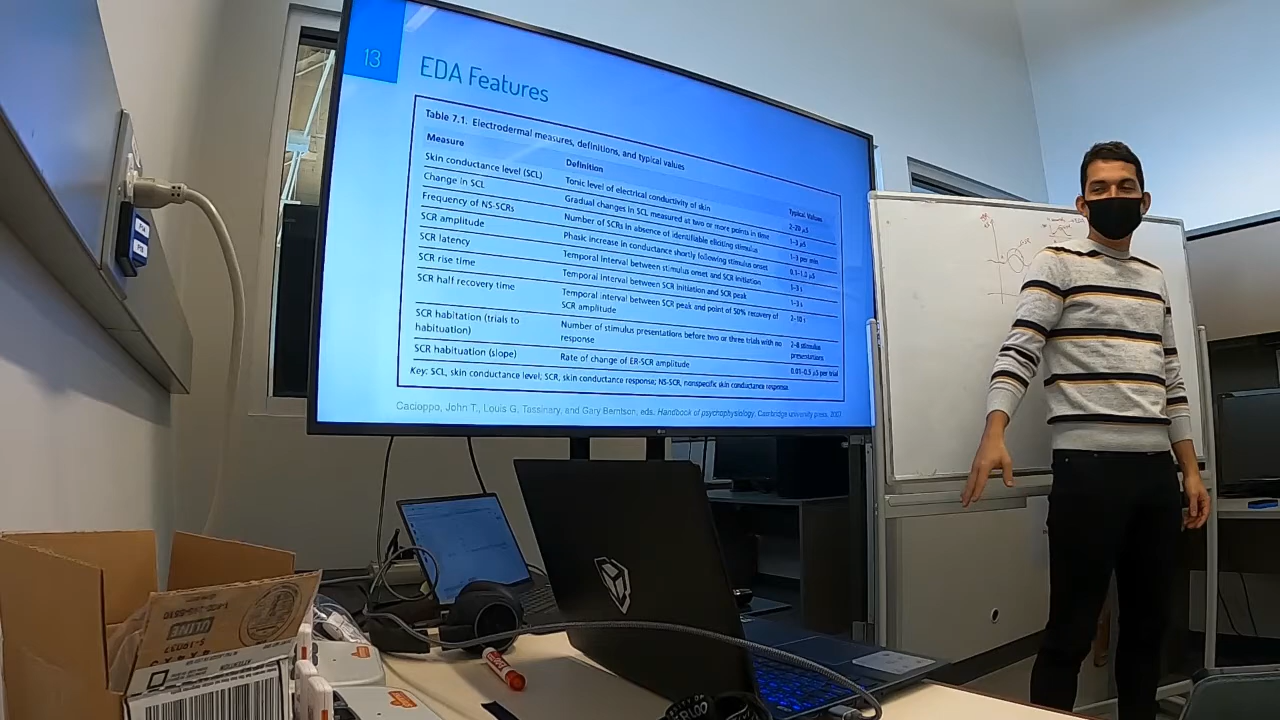 13
EDA Features
Table 7.1. Electrodermal measures, definitions, and typical values
Measure Definition Typical Values
Skin conductance level (SCL) Tonic level of electrical conductivity of skin 2–20 µS
Change in SCL Gradual changes in SCL measured at two or more points in time 1–3 µS
Frequency of NS-SCRs Number of SCRs in absence of identifiable eliciting stimulus 1–3 per min
SCR amplitude Phasic increase in conductance shortly following stimulus onset 0.1–1.0 µS
SCR latency Temporal interval between stimulus onset and SCR initiation 1–3 s
SCR rise time Temporal interval between SCR initiation and SCR peak 1–3 s
SCR half recovery time Temporal interval between SCR peak and point of 50% recovery of 2–10 s
SCR amplitude
SCR habitation (trials to Number of stimulus presentations before two or three trials with no 2–8 stimulus
habituation) response presentations
SCR habituation (slope) Rate of change of ER-SCR amplitude 0.01–0.5 µS per trial
Key: SCL, skin conductance level; SCR, skin conductance response; NS-SCR, nonspecific skin conductance response
Cacioppo, John T., Louis G. Tassinary, and Gary Berntson, eds. Handbook of psychophysiology. Cambridge university press, 2007
ULINE
ATTENTION